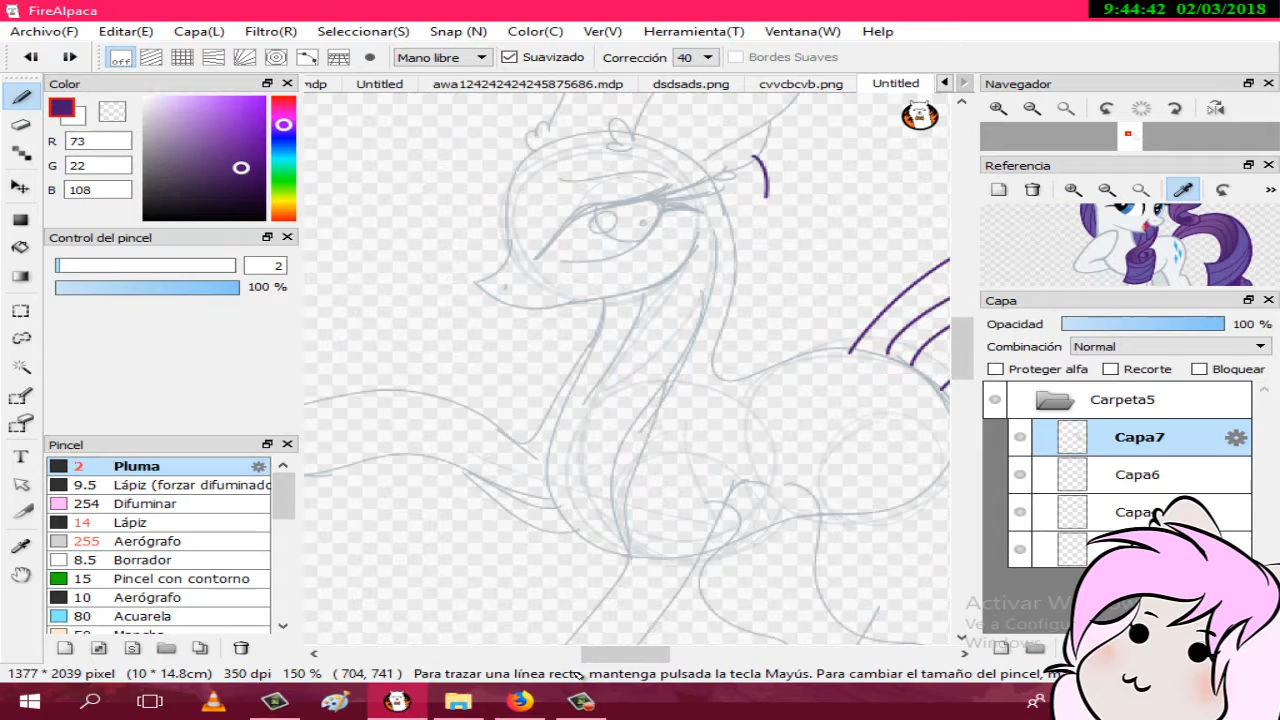 FireAlpaca
9:44:42 02/03/2018
Archivo(F) Editar(E) Capa(L) Filtro(R) Seleccionar(S) Snap (N) Color(C) Ver(V) Herramienta(T) Ventana(W) Help
off Mano libre Suavizado Corrección 40 Bordes Suaves
Color
ndp Untitled awa124242424245875686.mdp dsdsads.png cvvcbcvb.png Untitled
Navegador
R 73
G 22
B 108
Referencia
»
Control del pincel
2
100 %
Capa
Opacidad 100 %
Combinación Normal
Proteger alfa Recorte Bloquear
Carpeta5
Capa7
Capa6
Pincel
2 Pluma
9.5 Lápiz (forzar difuminado
254 Difuminar
14 Lápiz
255 Aerógrafo
8.5 Borrador
15 Pincel con contorno
10 Aerógrafo
80 Acuarela
Activar W
Ve a Configu
Windows.
1377 * 2039 pixel (10 * 14.8cm) 350 dpi 150 % ( 704, 741 ) Para trazar una línea recta, mantenga pulsada la tecla Mayús. Para cambiar el tamaño del pincel, m